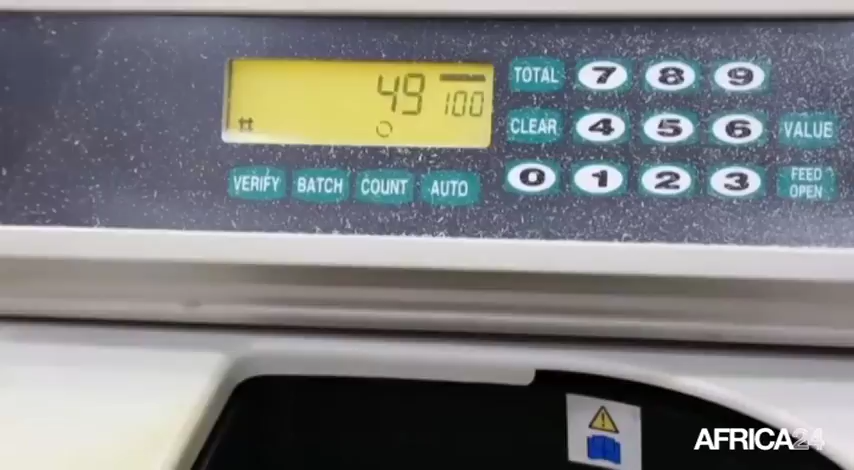 49 100
TOTAL 7 8 9
CLEAR 4 5 6 VALUE
VERIFY BATCH COUNT AUTO 0 1 2 3 FEED OPEN
AFRICA24